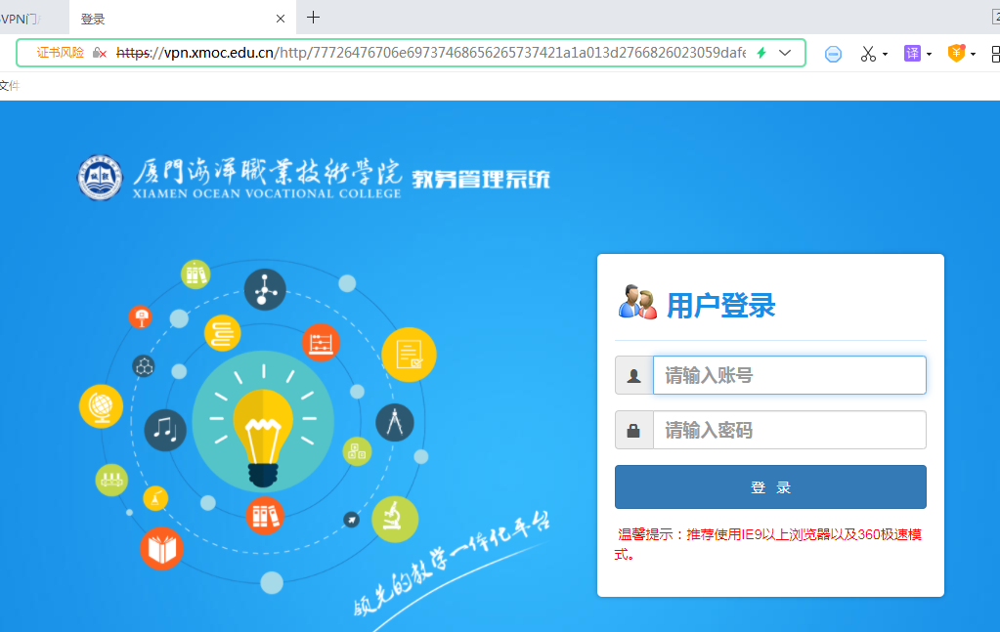 VPN门户
登录
证书风险 https://vpn.xmoc.edu.cn/http/77726476706e69737468656265737421a1a013d2766826023059dafe
译
文件
厦門海洋職業技術學院 教务管理系统
XIAMEN OCEAN VOCATIONAL COLLEGE
用户登录
请输入账号
请输入密码
登 录
温馨提示：推荐使用IE9以上浏览器以及360极速模
式。
领先的教学一体化平台